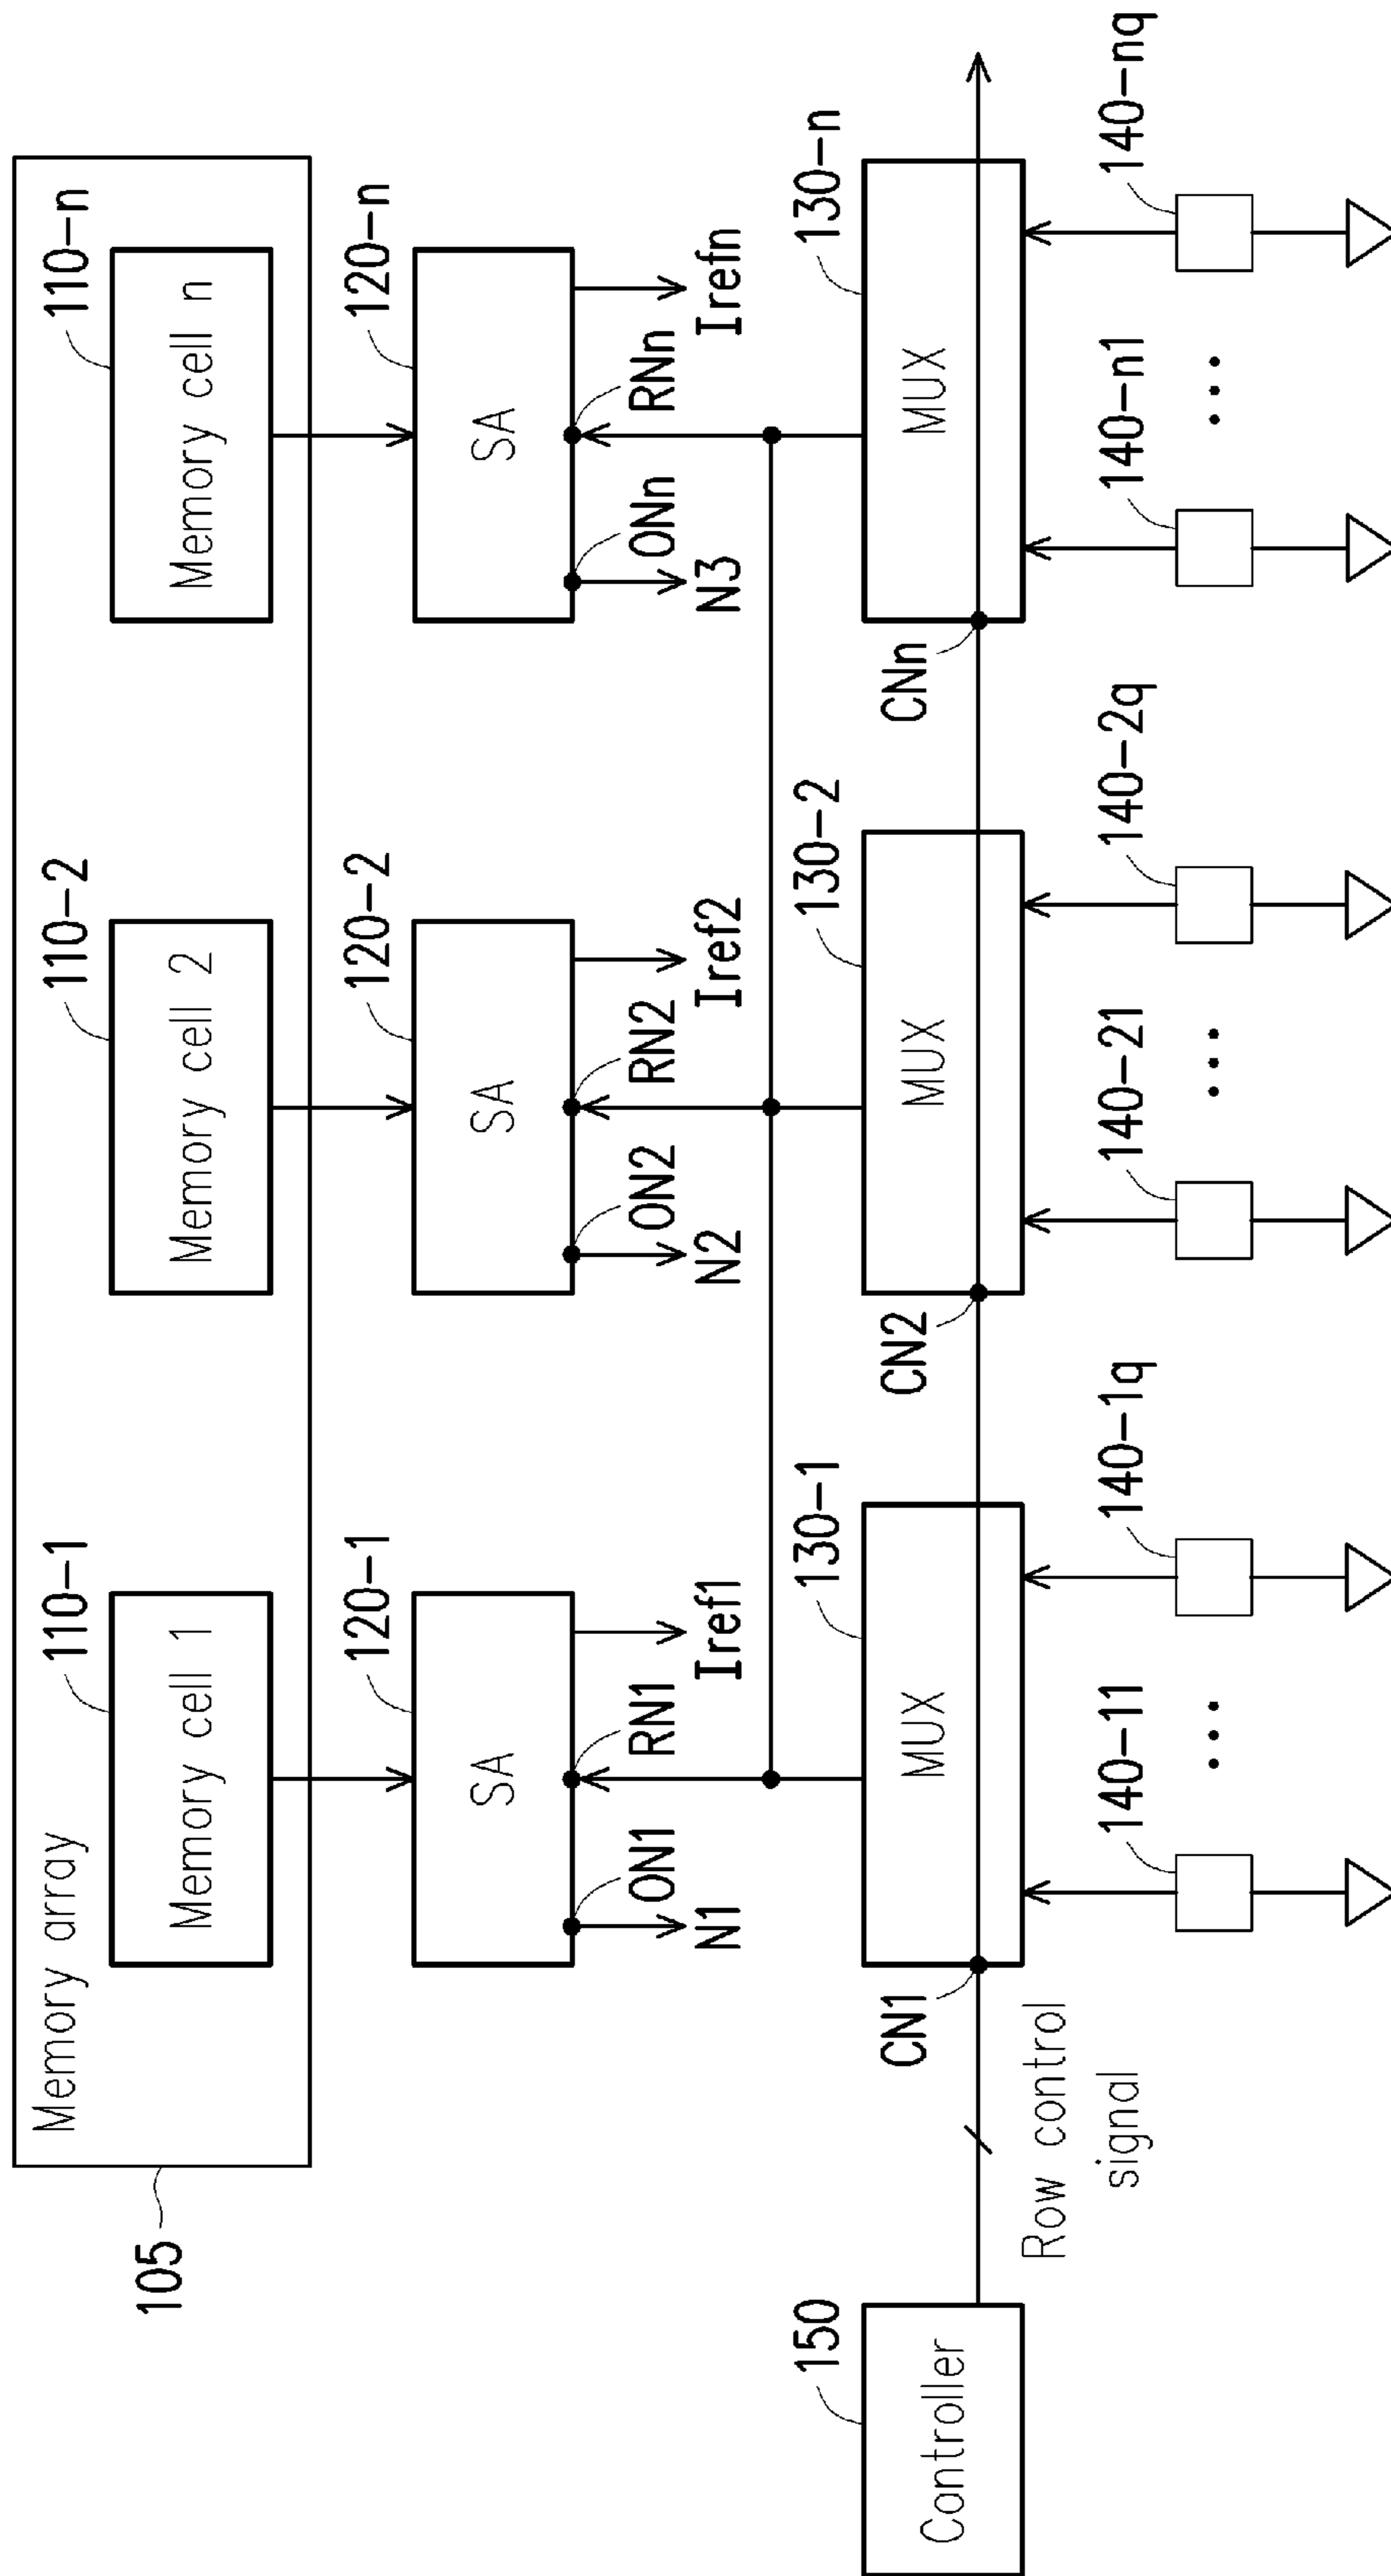 Memory array
105
110-1
110-2
110-n
Memory cell 1
Memory cell 2
Memory cell n
120-1
120-2
120-n
SA
SA
SA
ON1
RN1
ON2
RN2
ONn
RNn
N1
Iref1
N2
Iref2
N3
Irefn
150
130-1
130-2
130-n
Controller
MUX
MUX
MUX
CN1
CN2
CNn
Row control
signal
140-11
140-1q
140-21
140-2q
140-n1
140-nq
...
...
...